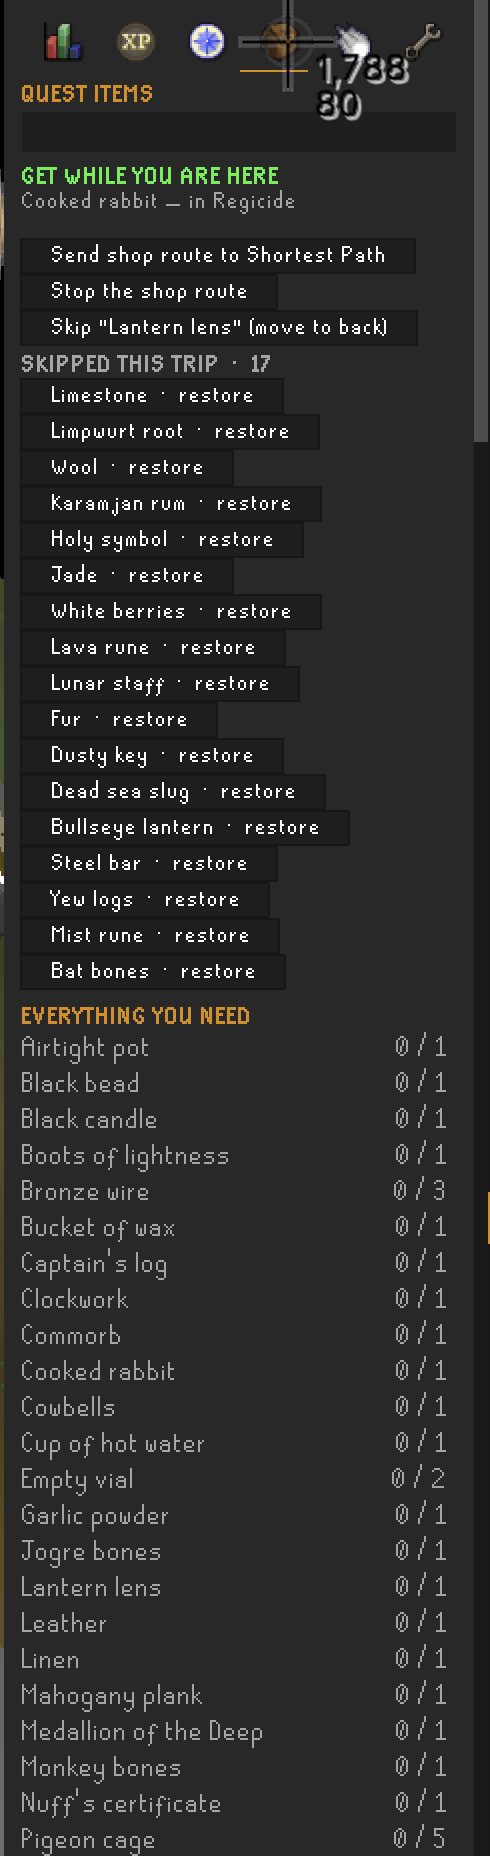 XP
1,788
80
QUEST ITEMS
GET WHILE YOU ARE HERE
Cooked rabbit — in Regicide
Send shop route to Shortest Path
Stop the shop route
Skip "Lantern lens" (move to back)
SKIPPED THIS TRIP · 17
Limestone · restore
Limpwurt root · restore
Wool · restore
Karamjan rum · restore
Holy symbol · restore
Jade · restore
White berries · restore
Lava rune · restore
Lunar staff · restore
Fur · restore
Dusty key · restore
Dead sea slug · restore
Bullseye lantern · restore
Steel bar · restore
Yew logs · restore
Mist rune · restore
Bat bones · restore
EVERYTHING YOU NEED
Airtight pot 0 / 1
Black bead 0 / 1
Black candle 0 / 1
Boots of lightness 0 / 1
Bronze wire 0 / 3
Bucket of wax 0 / 1
Captain's log 0 / 1
Clockwork 0 / 1
Commorb 0 / 1
Cooked rabbit 0 / 1
Cowbells 0 / 1
Cup of hot water 0 / 1
Empty vial 0 / 2
Garlic powder 0 / 1
Jogre bones 0 / 1
Lantern lens 0 / 1
Leather 0 / 1
Linen 0 / 1
Mahogany plank 0 / 1
Medallion of the Deep 0 / 1
Monkey bones 0 / 1
Nuff's certificate 0 / 1
Pigeon cage 0 / 5